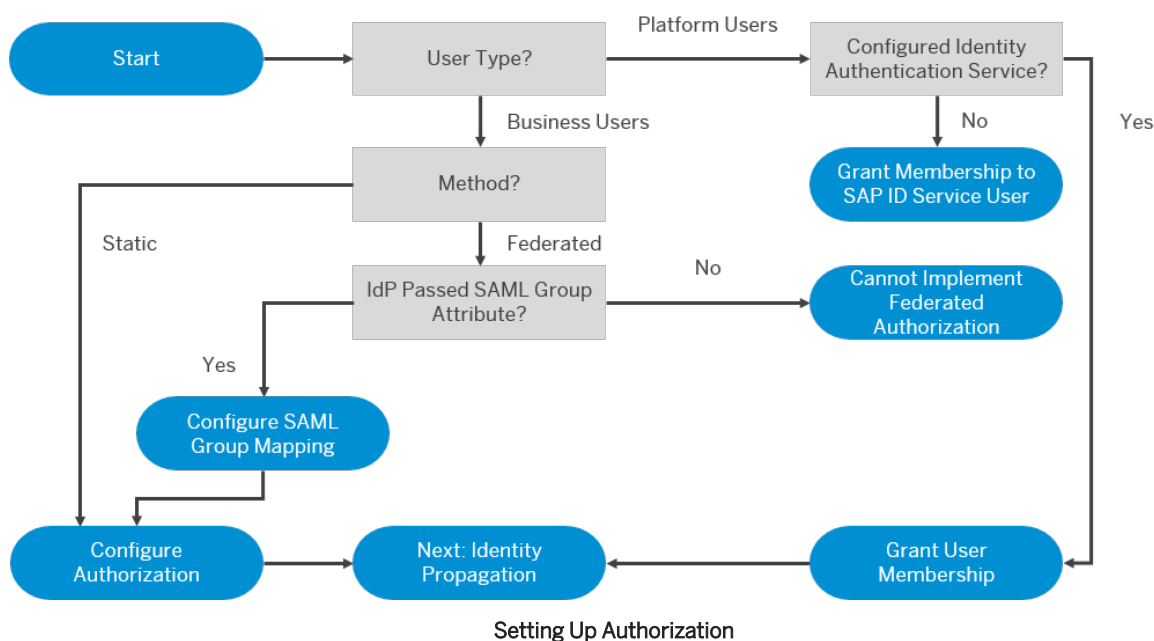 Platform Users
Start
User Type?
Configured Identity
Authentication Service?
Business Users
No
Yes
Method?
Grant Membership to
SAP ID Service User
Static
Federated
No
IdP Passed SAML Group
Attribute?
Cannot Implement
Federated
Authorization
Yes
Configure SAML
Group Mapping
Configure
Authorization
Next: Identity
Propagation
Grant User
Membership
Setting Up Authorization